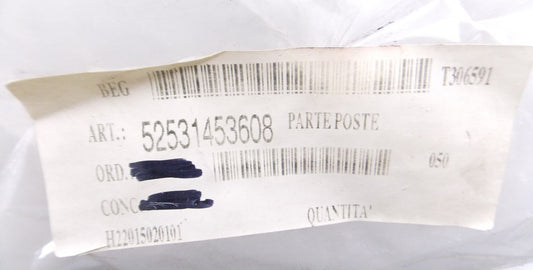 BEG T306591
ART.: 52531453608 PARTE POSTE
ORD. 050
CONC
QUANTITA'
H22015020101